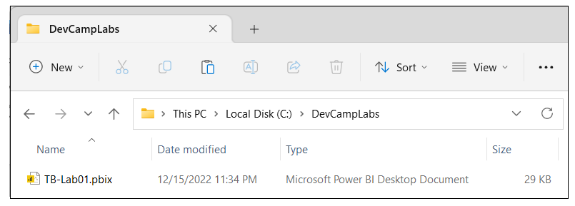 DevCampLabs
New Sort View
This PC Local Disk (C:) DevCampLabs
Name Date modified Type Size
TB-Lab01.pbix 12/15/2022 11:34 PM Microsoft Power BI Desktop Document 29 KB